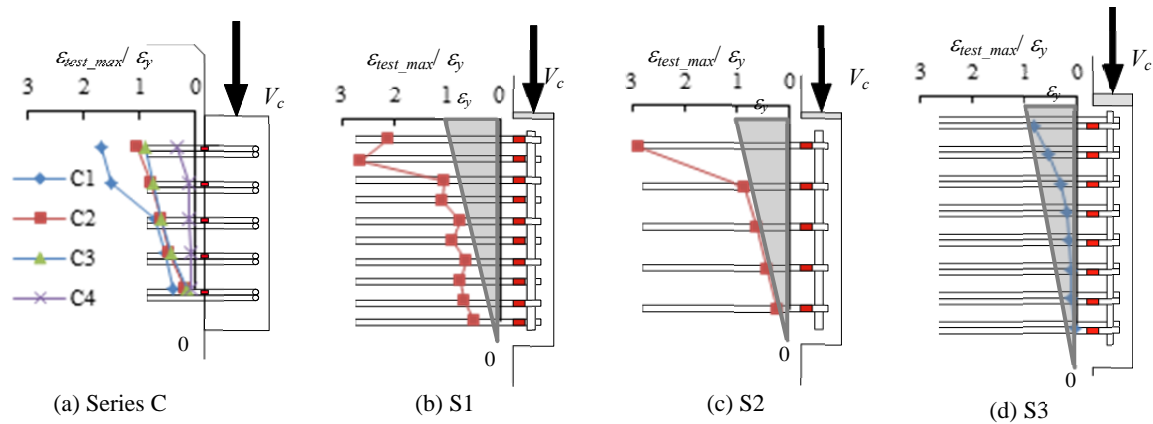 ε_test_max/ ε_y
3 2 1 0
V_c
C1
C2
C3
C4
0
(a) Series C
ε_test_max/ ε_y
3 2 1 0
ε_y
V_c
0
(b) S1
ε_test_max/ ε_y
3 2 1 0
ε_y
V_c
0
(c) S2
ε_test_max/ ε_y
3 2 1 0
ε_y
V_c
0
(d) S3